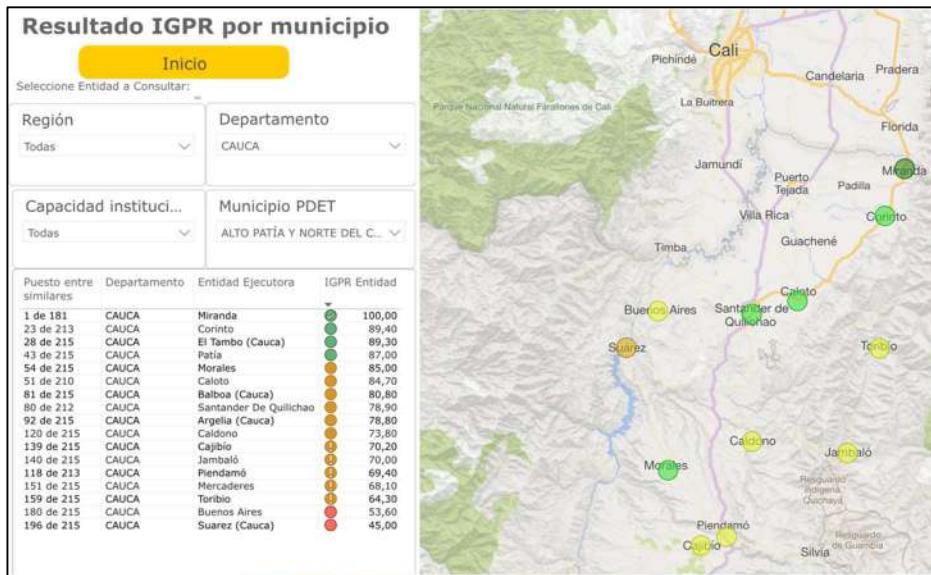 Resultado IGPR por municipio
Inicio
Seleccione Entidad a Consultar:
Región
Todas
Departamento
CAUCA
Capacidad instituci...
Todas
Municipio PDET
ALTO PATÍA Y NORTE DEL C...
Puesto entre similares Departamento Entidad Ejecutora IGPR Entidad
1 de 181 CAUCA Miranda 100,00
23 de 213 CAUCA Corinto 89,40
28 de 215 CAUCA El Tambo (Cauca) 89,30
43 de 215 CAUCA Patía 87,00
54 de 215 CAUCA Morales 85,00
51 de 210 CAUCA Caloto 84,70
81 de 215 CAUCA Balboa (Cauca) 80,80
80 de 212 CAUCA Santander De Quilichao 78,90
92 de 215 CAUCA Argelia (Cauca) 78,80
120 de 215 CAUCA Caldono 73,80
139 de 215 CAUCA Cajibío 70,20
140 de 215 CAUCA Jambaló 70,00
118 de 213 CAUCA Piendamó 69,40
151 de 215 CAUCA Mercaderes 68,10
159 de 215 CAUCA Toribio 64,30
180 de 215 CAUCA Buenos Aires 53,60
196 de 215 CAUCA Suarez (Cauca) 45,00
Cali
Pichindé
Candelaria
Pradera
La Buitrera
Parque Nacional Natural Farallones de Cali
Florida
Jamundí
Miranda
Puerto
Tejada
Padilla
Villa Rica
Corinto
Guachené
Timba
Caloto
Buenos Aires
Santander de
Quilichao
Suárez
Toribío
Caldono
Jambaló
Morales
Resguardo
Indígena
Quichaya
Piendamó
Cajibío
Silvia
Resguardo
de Guambia